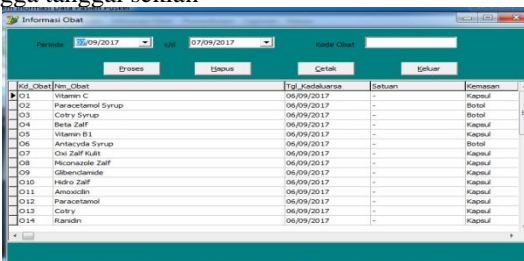 Informasi Obat
Periode 07/09/2017 s/d 07/09/2017 Kode Obat
Proses Hapus Cetak Keluar
Kd_Obat Nm_Obat Tgl_Kadaluarsa Satuan Kemasan
O1 Vitamin C 06/09/2017 - Kapsul
O2 Paracetamol Syrup 06/09/2017 - Botol
O3 Cotry Syrup 06/09/2017 - Botol
O4 Beta Zalf 06/09/2017 - Kapsul
O5 Vitamin B1 06/09/2017 - Kapsul
O6 Antacyda Syrup 06/09/2017 - Botol
O7 Oxi Zalf Kulit 06/09/2017 - Kapsul
O8 Miconazole Zalf 06/09/2017 - Kapsul
O9 Glibenclamide 06/09/2017 - Kapsul
O10 Hidro Zalf 06/09/2017 - Kapsul
O11 Amoxicilin 06/09/2017 - Kapsul
O12 Paracetamol 06/09/2017 - Kapsul
O13 Cotry 06/09/2017 - Kapsul
O14 Ranidin 06/09/2017 - Kapsul